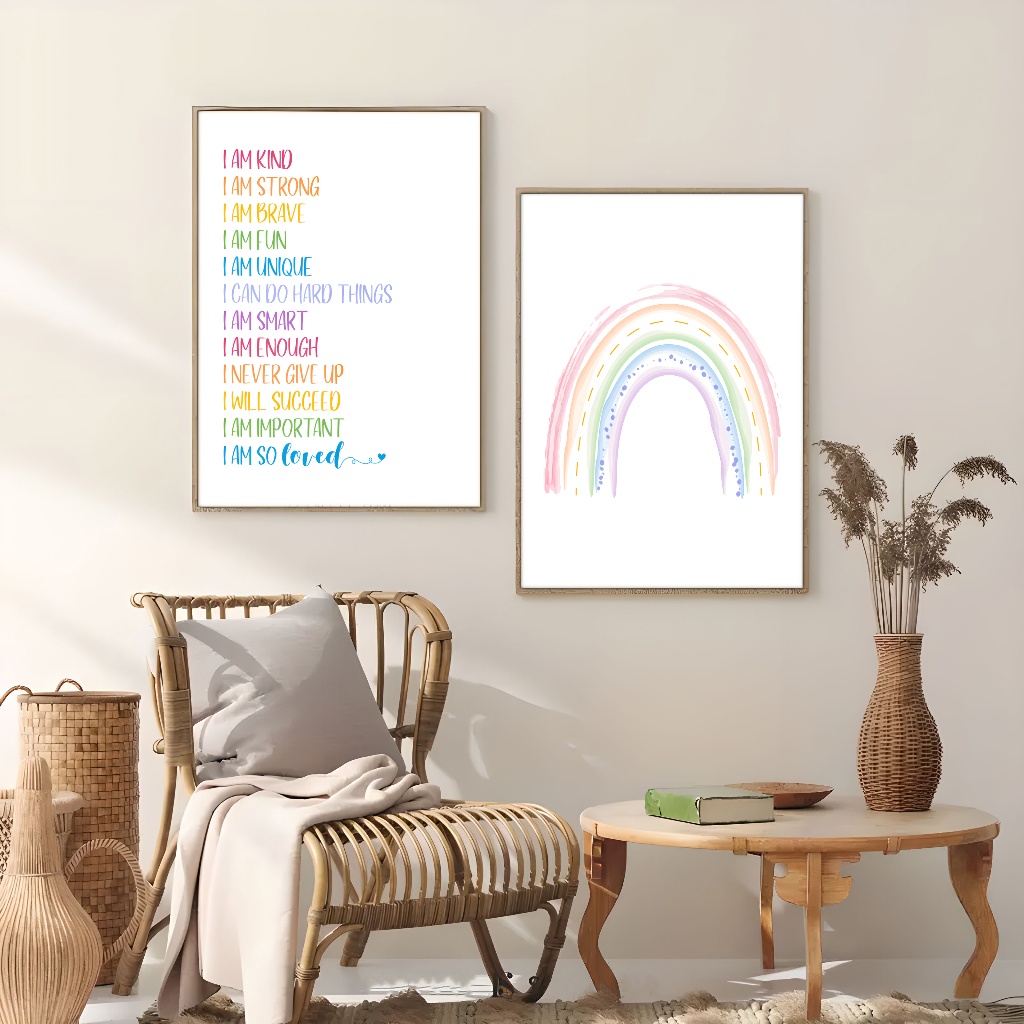 I AM KIND
I AM STRONG
I AM BRAVE
I AM FUN
I AM UNIQUE
I CAN DO HARD THINGS
I AM SMART
I AM ENOUGH
I NEVER GIVE UP
I WILL SUCCEED
I AM IMPORTANT
I AM SO loved